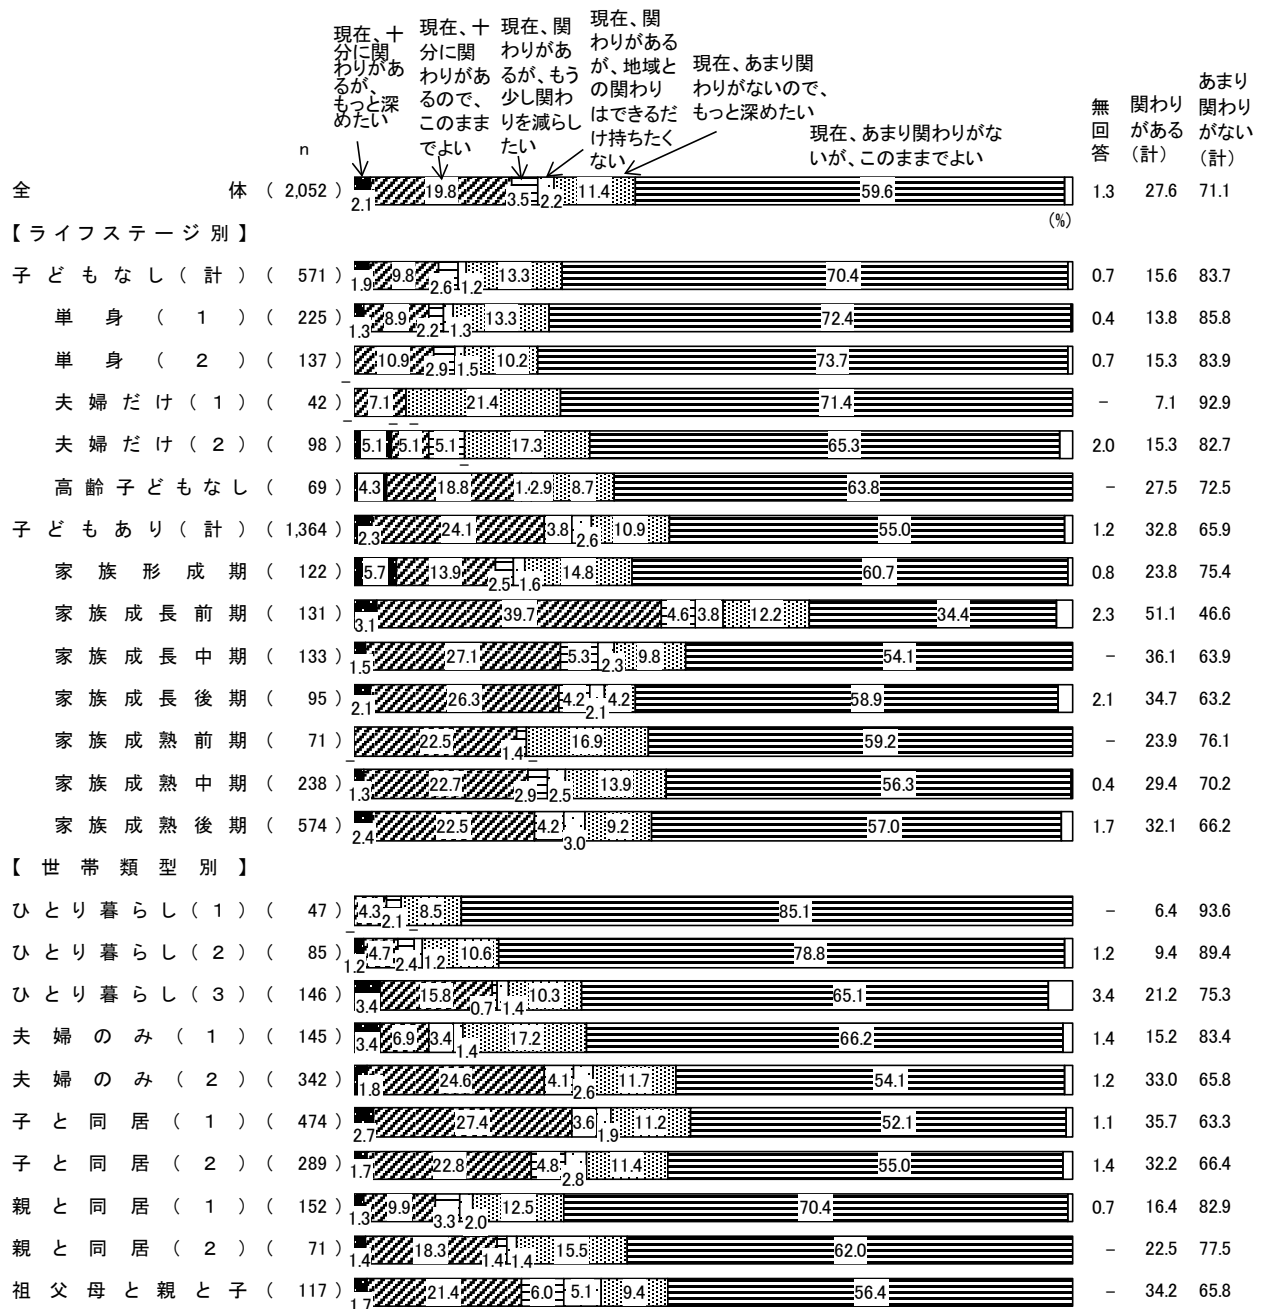 現在、十
分に関
わりがあ
るが、
もっと深
めたい
現在、十
分に関
わりがあ
るので、
このまま
でよい
現在、関
わりがあ
るが、もう
少し関わ
りを減らし
たい
現在、関
わりがある
が、地域と
の関わり
はできるだ
け持ちたく
ない
現在、あまり関
わりがないので、
もっと深めたい
現在、あまり関わりがな
いが、このままでよい
無
回
答
関わり
がある
（計）
あまり
関わり
がない
（計）
n
全体（2,052） 2.1 19.8 3.5 2.2 11.4 59.6 1.3 27.6 71.1
(%)
【ライフステージ別】
子どもなし（計）（571） 1.9 9.8 2.6 1.2 13.3 70.4 0.7 15.6 83.7
単身（1）（225） 1.3 8.9 2.2 1.3 13.3 72.4 0.4 13.8 85.8
単身（2）（137） - 10.9 2.9 1.5 10.2 73.7 0.7 15.3 83.9
夫婦だけ（1）（42） - 7.1 - - 21.4 71.4 - 7.1 92.9
夫婦だけ（2）（98） 5.1 5.1 5.1 - 17.3 65.3 2.0 15.3 82.7
高齢子どもなし（69） 4.3 18.8 1.4 2.9 8.7 63.8 - 27.5 72.5
子どもあり（計）（1,364） 2.3 24.1 3.8 2.6 10.9 55.0 1.2 32.8 65.9
家族形成期（122） 5.7 13.9 2.5 1.6 14.8 60.7 0.8 23.8 75.4
家族成長前期（131） 3.1 39.7 4.6 3.8 12.2 34.4 2.3 51.1 46.6
家族成長中期（133） 1.5 27.1 5.3 2.3 9.8 54.1 - 36.1 63.9
家族成長後期（95） 2.1 26.3 4.2 2.1 4.2 58.9 2.1 34.7 63.2
家族成熟前期（71） - 22.5 1.4 - 16.9 59.2 - 23.9 76.1
家族成熟中期（238） 1.3 22.7 2.9 2.5 13.9 56.3 0.4 29.4 70.2
家族成熟後期（574） 2.4 22.5 4.2 3.0 9.2 57.0 1.7 32.1 66.2
【世帯類型別】
ひとり暮らし（1）（47） - 4.3 2.1 - 8.5 85.1 - 6.4 93.6
ひとり暮らし（2）（85） 1.2 4.7 2.4 1.2 10.6 78.8 1.2 9.4 89.4
ひとり暮らし（3）（146） 3.4 15.8 0.7 1.4 10.3 65.1 3.4 21.2 75.3
夫婦のみ（1）（145） 3.4 6.9 3.4 1.4 17.2 66.2 1.4 15.2 83.4
夫婦のみ（2）（342） 1.8 24.6 4.1 2.6 11.7 54.1 1.2 33.0 65.8
子と同居（1）（474） 2.7 27.4 3.6 1.9 11.2 52.1 1.1 35.7 63.3
子と同居（2）（289） 1.7 22.8 4.8 2.8 11.4 55.0 1.4 32.2 66.4
親と同居（1）（152） 1.3 9.9 3.3 2.0 12.5 70.4 0.7 16.4 82.9
親と同居（2）（71） 1.4 18.3 1.4 1.4 15.5 62.0 - 22.5 77.5
祖父母と親と子（117） 1.7 21.4 6.0 5.1 9.4 56.4 - 34.2 65.8